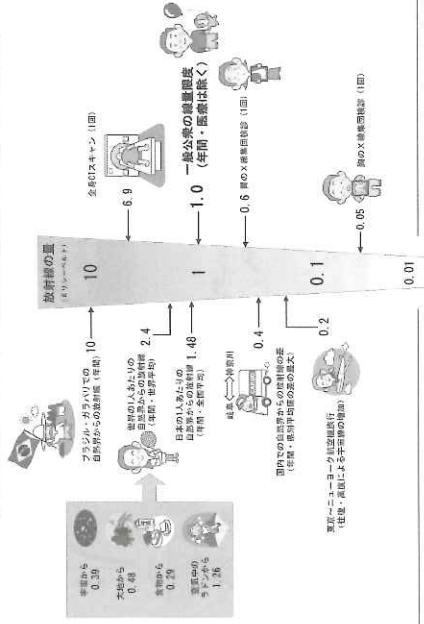 放射線の量
(ミリシーベルト)
10
1
0.1
0.01
10
ブラジル・ガラパリでの
自然界からの放射線(年間)
2.4
世界の1人あたりの
自然界からの放射線
(年間・世界平均)
1.48
日本の1人あたりの
自然界からの放射線
(年間・全国平均)
宇宙から
0.39
大地から
0.48
食物から
0.29
空気中の
ラドンから
1.26
0.4
岐阜 神奈川
国内での自然界からの放射線の差
(年間・県別平均値の差の最大)
0.2
東京~ニューヨーク航空機旅行
(往復・高度による宇宙線の増加)
6.9
全身CTスキャン(1回)
1.0
一般公衆の線量限度
(年間・医療は除く)
0.6 胃のX線集団検診(1回)
0.05
胸のX線集団検診(1回)